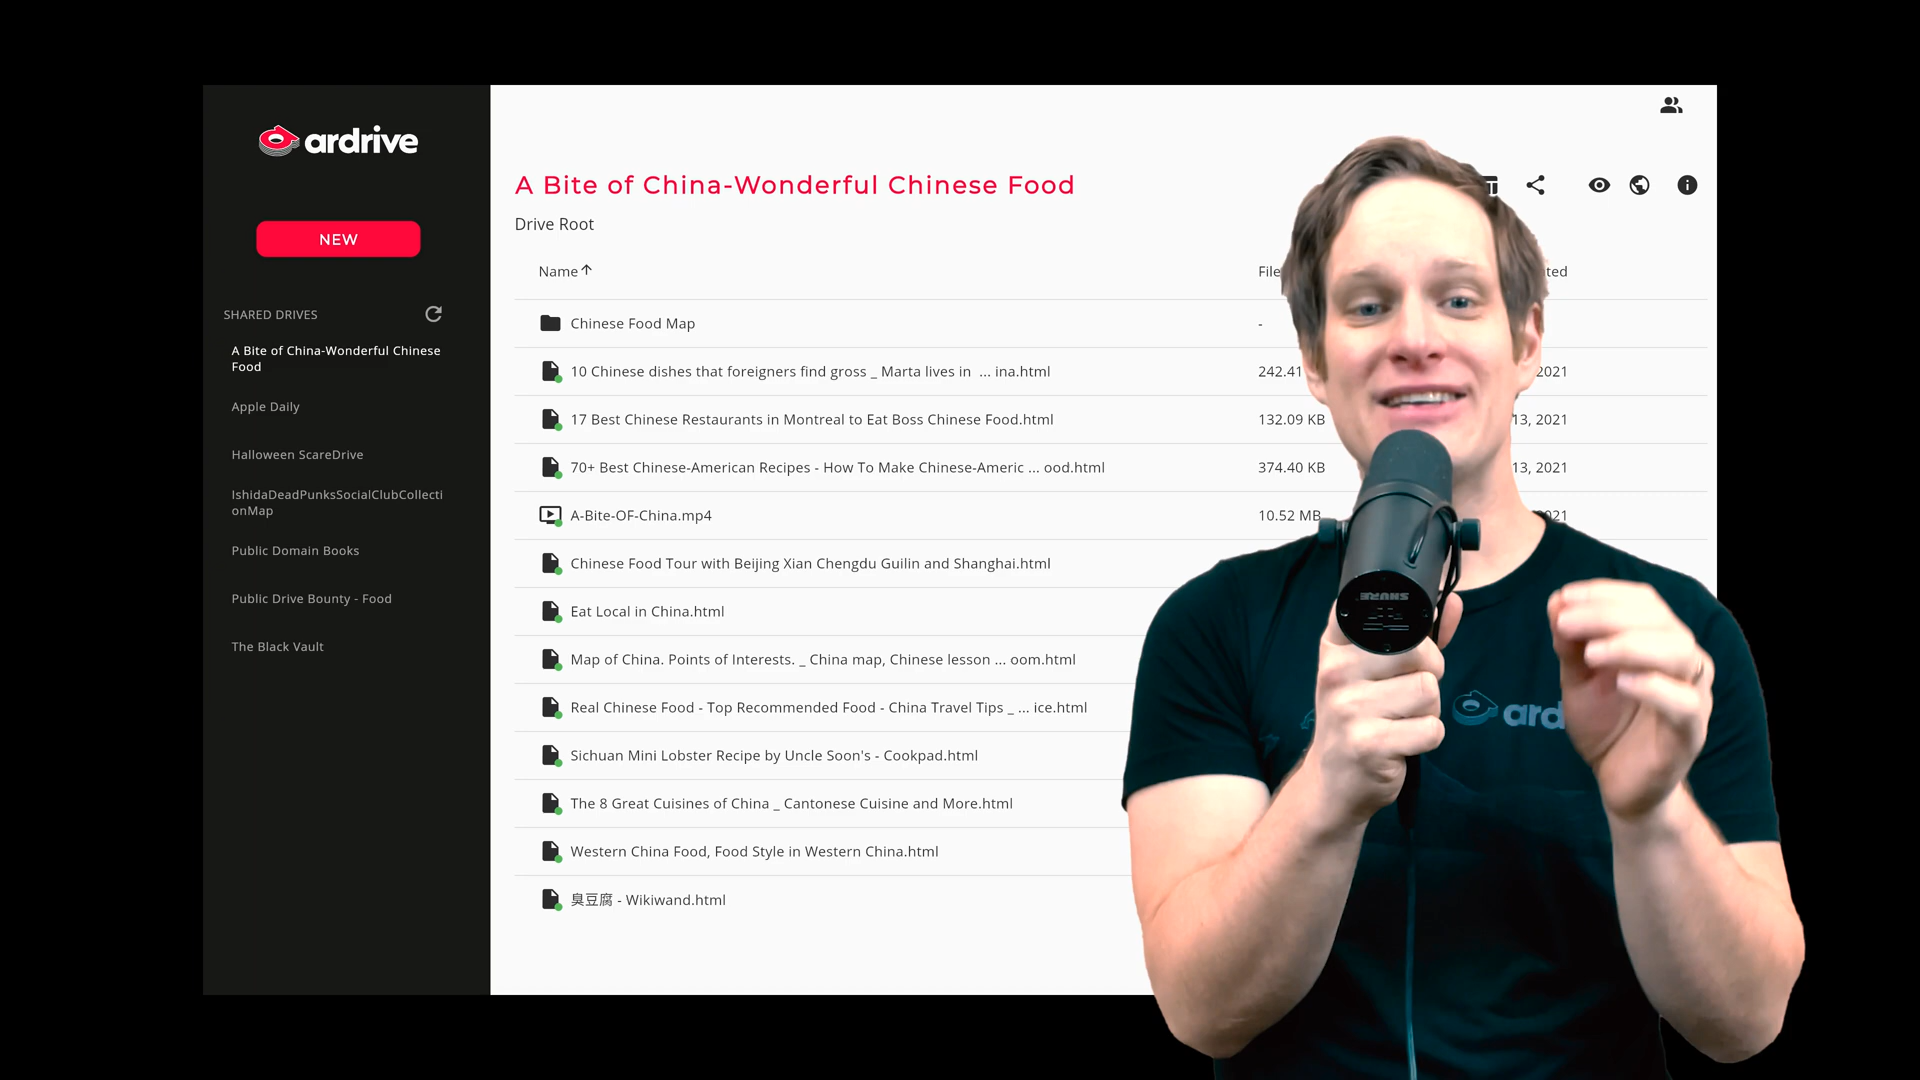 ardrive
NEW
SHARED DRIVES
A Bite of China-Wonderful Chinese
Food
Apple Daily
Halloween ScareDrive
IshidaDeadPunksSocialClubCollecti
onMap
Public Domain Books
Public Drive Bounty - Food
The Black Vault
A Bite of China-Wonderful Chinese Food
Drive Root
Name File ted
Chinese Food Map -
10 Chinese dishes that foreigners find gross _ Marta lives in ... ina.html 242.41 2021
17 Best Chinese Restaurants in Montreal to Eat Boss Chinese Food.html 132.09 KB 13, 2021
70+ Best Chinese-American Recipes - How To Make Chinese-Americ ... ood.html 374.40 KB 13, 2021
A-Bite-OF-China.mp4 10.52 MB 2021
Chinese Food Tour with Beijing Xian Chengdu Guilin and Shanghai.html
Eat Local in China.html
Map of China. Points of Interests. _ China map, Chinese lesson ... oom.html
Real Chinese Food - Top Recommended Food - China Travel Tips _ ... ice.html
Sichuan Mini Lobster Recipe by Uncle Soon's - Cookpad.html
The 8 Great Cuisines of China _ Cantonese Cuisine and More.html
Western China Food, Food Style in Western China.html
臭豆腐 - Wikiwand.html
SHURE
ard